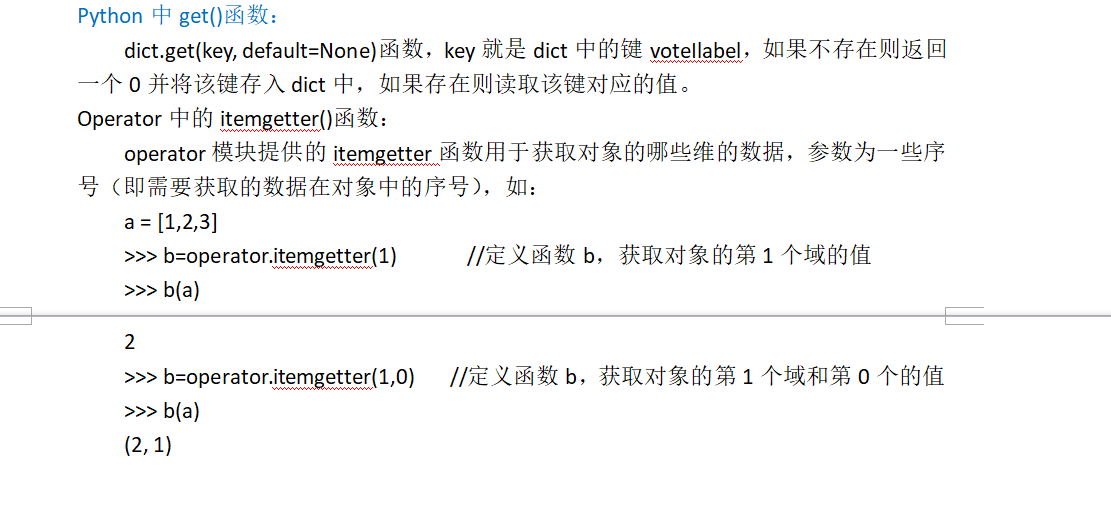 Python 中 get()函数：
dict.get(key, default=None)函数，key 就是 dict 中的键 voteIlabel，如果不存在则返回
一个 0 并将该键存入 dict 中，如果存在则读取该键对应的值。
Operator 中的 itemgetter()函数：
operator 模块提供的 itemgetter 函数用于获取对象的哪些维的数据，参数为一些序
号（即需要获取的数据在对象中的序号），如：
a = [1,2,3]
>>> b=operator.itemgetter(1) //定义函数 b，获取对象的第 1 个域的值
>>> b(a)
2
>>> b=operator.itemgetter(1,0) //定义函数 b，获取对象的第 1 个域和第 0 个的值
>>> b(a)
(2, 1)